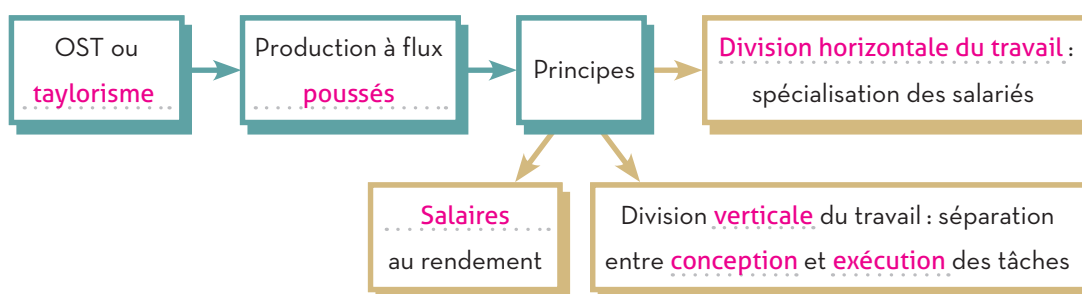 OST ou
taylorisme
Production à flux
poussés
Principes
Division horizontale du travail :
spécialisation des salariés
Salaires
au rendement
Division verticale du travail : séparation
entre conception et exécution des tâches